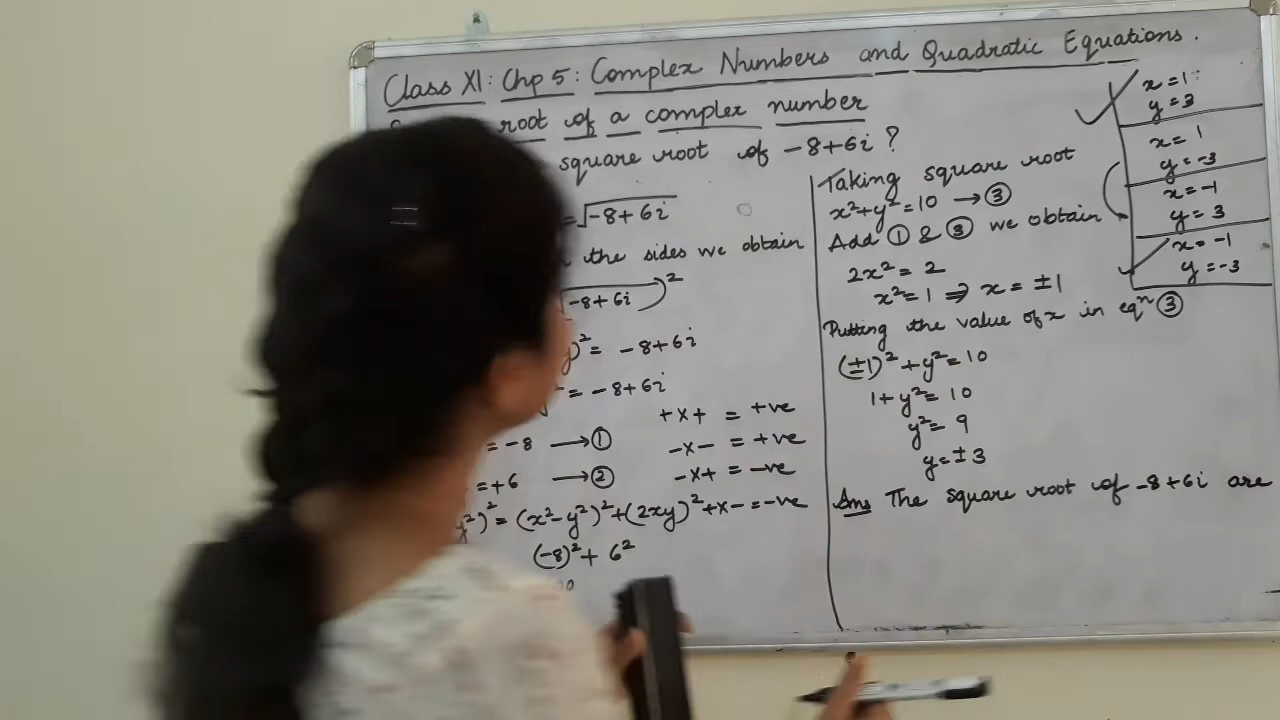 Class XI: Chp 5: Complex Numbers and Quadratic Equations.
root of a complex number
square root of -8+6i ?
=√-8+6i
the sides we obtain
√-8+6i )²
)² = -8+6i
= -8+6i
+x+ = +ve
= -8 → ①
-x- = +ve
= +6 → ②
-x+ = -ve
y²)² = (x²-y²)²+(2xy)² +x- = -ve
(-8)² + 6²
Taking square root
x²+y²=10 → ③
Add ① & ③ we obtain
2x² = 2
x²=1 ⇒ x = ±1
Putting the value of x in eqⁿ ③
(±1)² + y² = 10
1+y² = 10
y² = 9
y = ±3
Ans The square root of -8+6i are
x = 1
y = 3
x = 1
y = -3
x = -1
y = 3
x = -1
y = -3